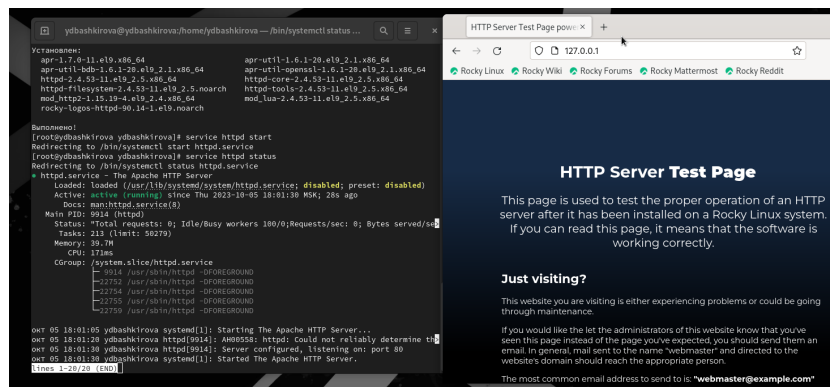 ydbashkirova@ydbashkirova:/home/ydbashkirova — /bin/systemctl status ...
Установлен:
apr-1.7.0-11.el9.x86_64 apr-util-1.6.1-20.el9_2.1.x86_64
apr-util-bdb-1.6.1-20.el9_2.1.x86_64 apr-util-openssl-1.6.1-20.el9_2.1.x86_64
httpd-2.4.53-11.el9_2.5.x86_64 httpd-core-2.4.53-11.el9_2.5.x86_64
httpd-filesystem-2.4.53-11.el9_2.5.noarch httpd-tools-2.4.53-11.el9_2.5.x86_64
mod_http2-1.15.19-4.el9_2.4.x86_64 mod_lua-2.4.53-11.el9_2.5.x86_64
rocky-logos-httpd-90.14-1.el9.noarch
Выполнено!
[root@ydbashkirova ydbashkirova]# service httpd start
Redirecting to /bin/systemctl start httpd.service
[root@ydbashkirova ydbashkirova]# service httpd status
Redirecting to /bin/systemctl status httpd.service
● httpd.service - The Apache HTTP Server
Loaded: loaded (/usr/lib/systemd/system/httpd.service; disabled; preset: disabled)
Active: active (running) since Thu 2023-10-05 18:01:30 MSK; 28s ago
Docs: man:httpd.service(8)
Main PID: 9914 (httpd)
Status: "Total requests: 0; Idle/Busy workers 100/0;Requests/sec: 0; Bytes served/se>
Tasks: 213 (limit: 50279)
Memory: 39.7M
CPU: 171ms
CGroup: /system.slice/httpd.service
├─ 9914 /usr/sbin/httpd -DFOREGROUND
├─22752 /usr/sbin/httpd -DFOREGROUND
├─22754 /usr/sbin/httpd -DFOREGROUND
├─22755 /usr/sbin/httpd -DFOREGROUND
└─22759 /usr/sbin/httpd -DFOREGROUND
окт 05 18:01:05 ydbashkirova systemd[1]: Starting The Apache HTTP Server...
окт 05 18:01:20 ydbashkirova httpd[9914]: AH00558: httpd: Could not reliably determine th>
окт 05 18:01:30 ydbashkirova httpd[9914]: Server configured, listening on: port 80
окт 05 18:01:30 ydbashkirova systemd[1]: Started The Apache HTTP Server.
lines 1-20/20 (END)
HTTP Server Test Page powe
127.0.0.1
Rocky Linux Rocky Wiki Rocky Forums Rocky Mattermost Rocky Reddit
HTTP Server Test Page
This page is used to test the proper operation of an HTTP
server after it has been installed on a Rocky Linux system.
If you can read this page, it means that the software is
working correctly.
Just visiting?
This website you are visiting is either experiencing problems or could be going
through maintenance.
If you would like the let the administrators of this website know that you've
seen this page instead of the page you've expected, you should send them an
email. In general, mail sent to the name "webmaster" and directed to the
website's domain should reach the appropriate person.
The most common email address to send to is: "webmaster@example.com"